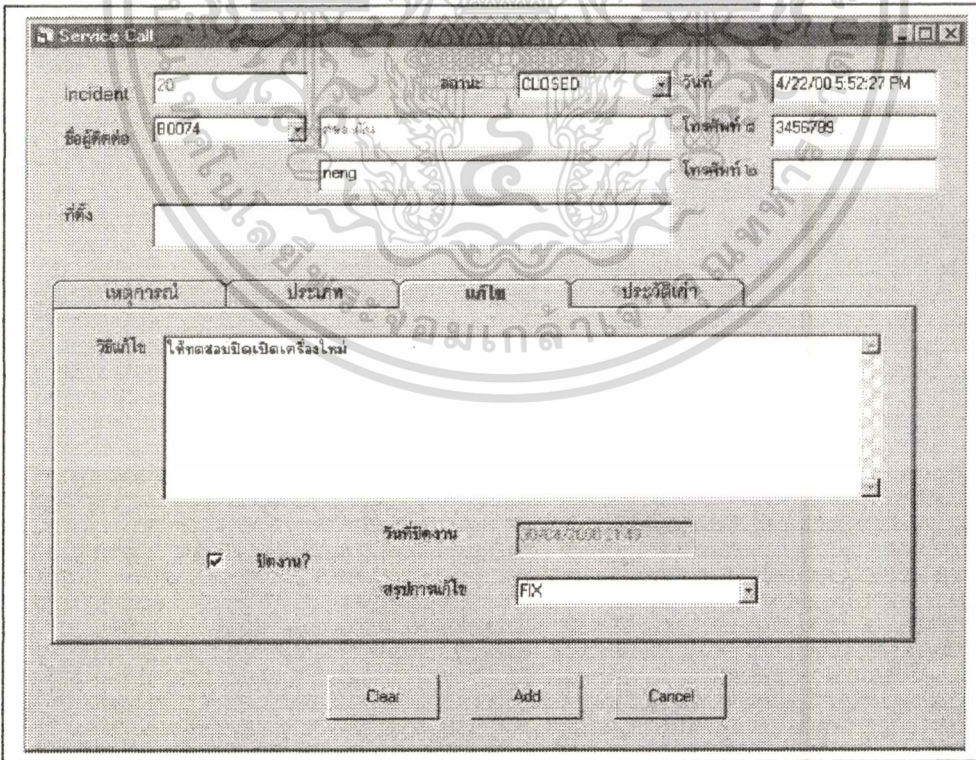 Service Call
Incident 20 สถานะ CLOSED วันที่ 4/22/00 5:52:27 PM
ชื่อผู้ติดต่อ B0074 โทรศัพท์ ๑ 3456789
neng โทรศัพท์ ๒
ที่ตั้ง
เหตุการณ์ ประเภท แก้ไข ประวัติเก่า
วิธีแก้ไข ให้ทดสอบปิดเปิดเครื่องใหม่
วันที่ปิดงาน
ปิดงาน?
สรุปการแก้ไข FIX
Clear Add Cancel